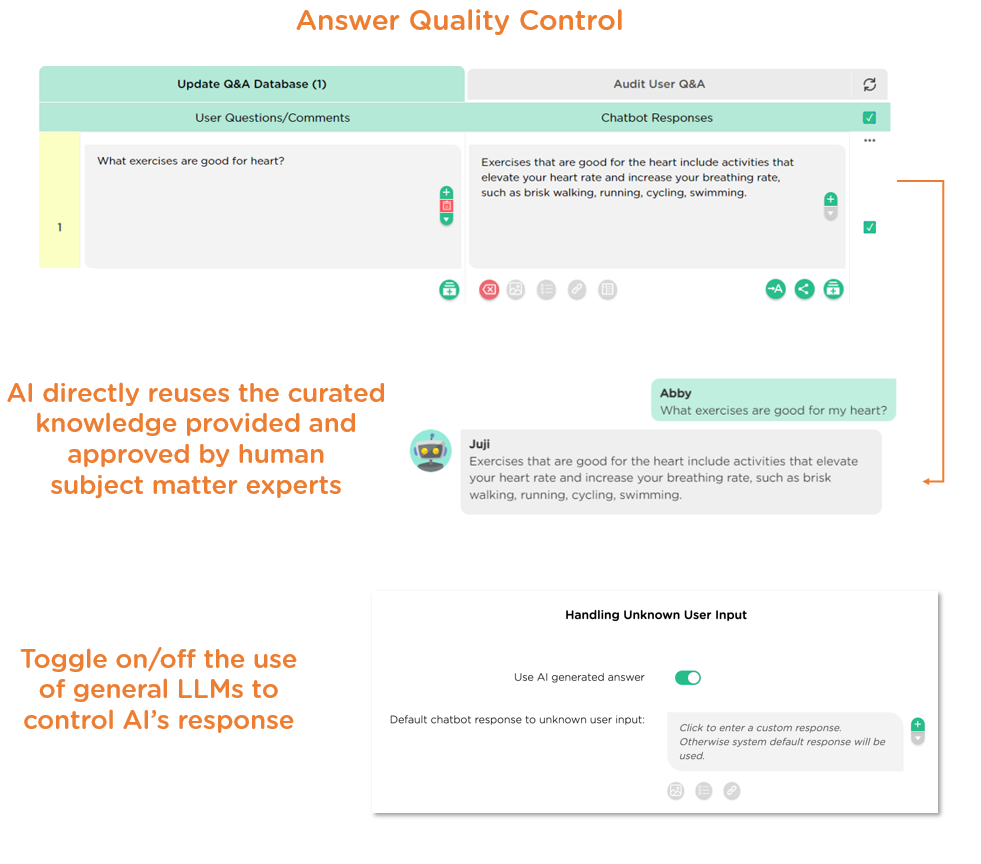 Answer Quality Control
Update Q&A Database (1)
Audit User Q&A
User Questions/Comments
Chatbot Responses
1
What exercises are good for heart?
Exercises that are good for the heart include activities that
elevate your heart rate and increase your breathing rate,
such as brisk walking, running, cycling, swimming.
A
AI directly reuses the curated
knowledge provided and
approved by human
subject matter experts
Abby
What exercises are good for my heart?
Juji
Exercises that are good for the heart include activities that elevate
your heart rate and increase your breathing rate, such as brisk
walking, running, cycling, swimming.
Toggle on/off the use
of general LLMs to
control AI's response
Handling Unknown User Input
Use AI generated answer
Default chatbot response to unknown user input:
Click to enter a custom response.
Otherwise system default response will be
used.